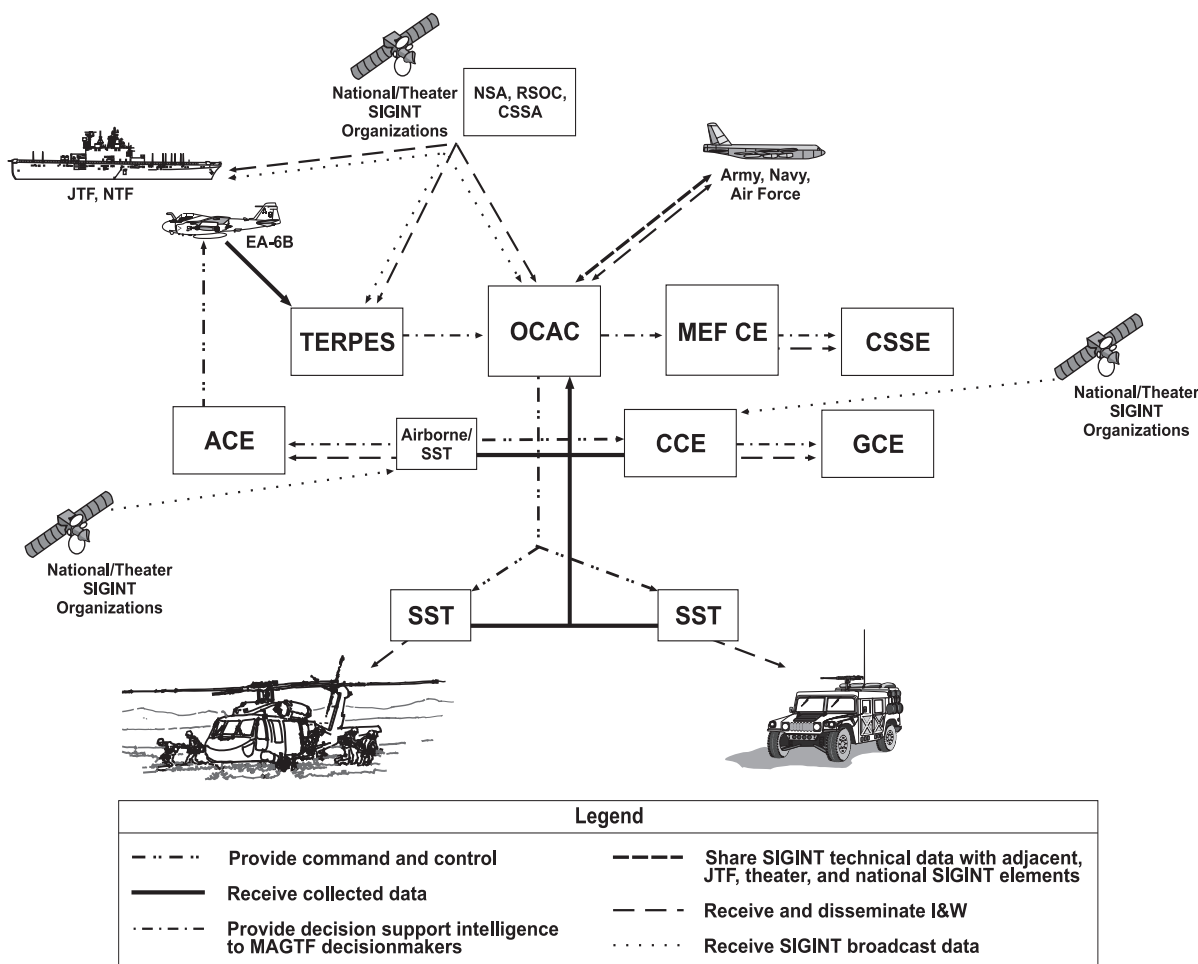 National/Theater
SIGINT
Organizations
NSA, RSOC,
CSSA
JTF, NTF
Army, Navy,
Air Force
EA-6B
TERPES
OCAC
MEF CE
CSSE
National/Theater
SIGINT
Organizations
ACE
Airborne/
SST
CCE
GCE
National/Theater
SIGINT
Organizations
SST
SST
Legend
Provide command and control
Receive collected data
Provide decision support intelligence
to MAGTF decisionmakers
Share SIGINT technical data with adjacent,
JTF, theater, and national SIGINT elements
Receive and disseminate I&W
Receive SIGINT broadcast data